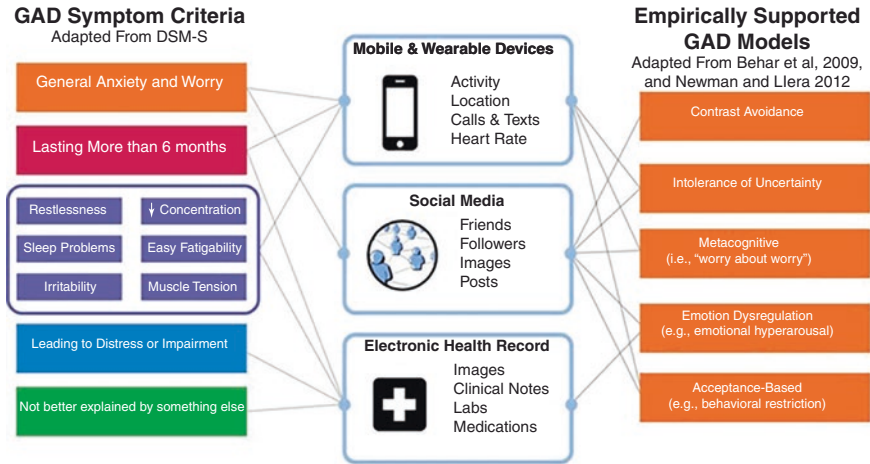 GAD Symptom Criteria
Adapted From DSM-S
General Anxiety and Worry
Lasting More than 6 months
Restlessness
↓ Concentration
Sleep Problems
Easy Fatigability
Irritability
Muscle Tension
Leading to Distress or Impairment
Not better explained by something else
Mobile & Wearable Devices
Activity
Location
Calls & Texts
Heart Rate
Social Media
Friends
Followers
Images
Posts
Electronic Health Record
Images
Clinical Notes
Labs
Medications
Empirically Supported
GAD Models
Adapted From Behar et al, 2009,
and Newman and Llera 2012
Contrast Avoidance
Intolerance of Uncertainty
Metacognitive
(i.e., “worry about worry”)
Emotion Dysregulation
(e.g., emotional hyperarousal)
Acceptance-Based
(e.g., behavioral restriction)